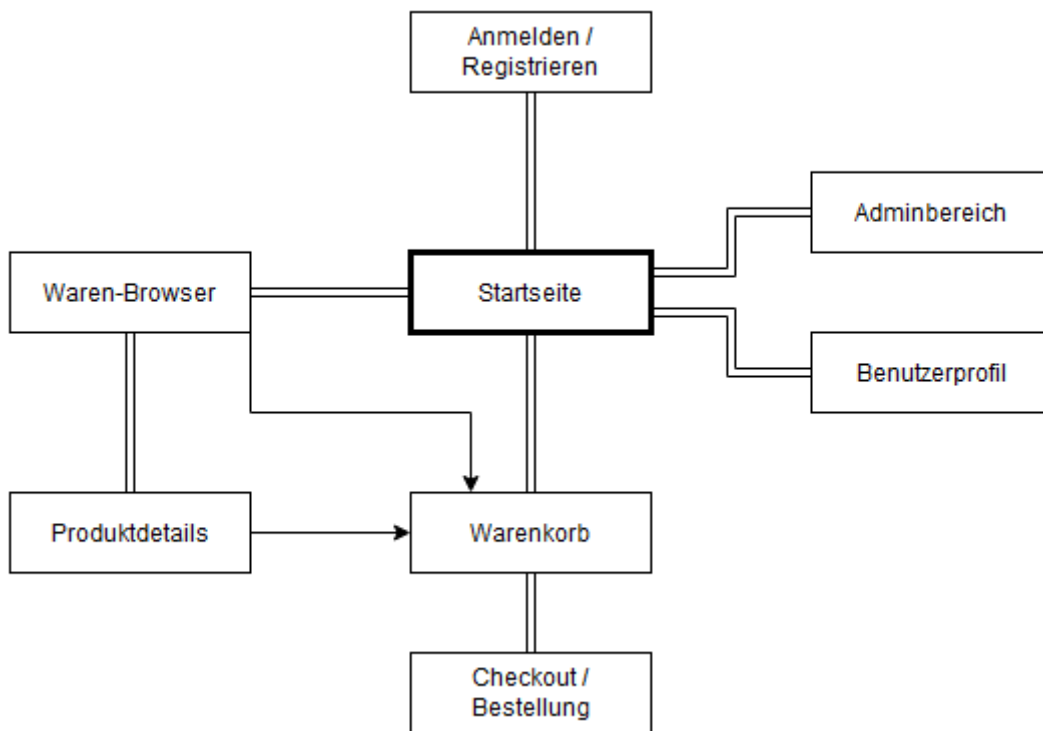 Anmelden /
Registrieren
Adminbereich
Waren-Browser
Startseite
Benutzerprofil
Produktdetails
Warenkorb
Checkout /
Bestellung